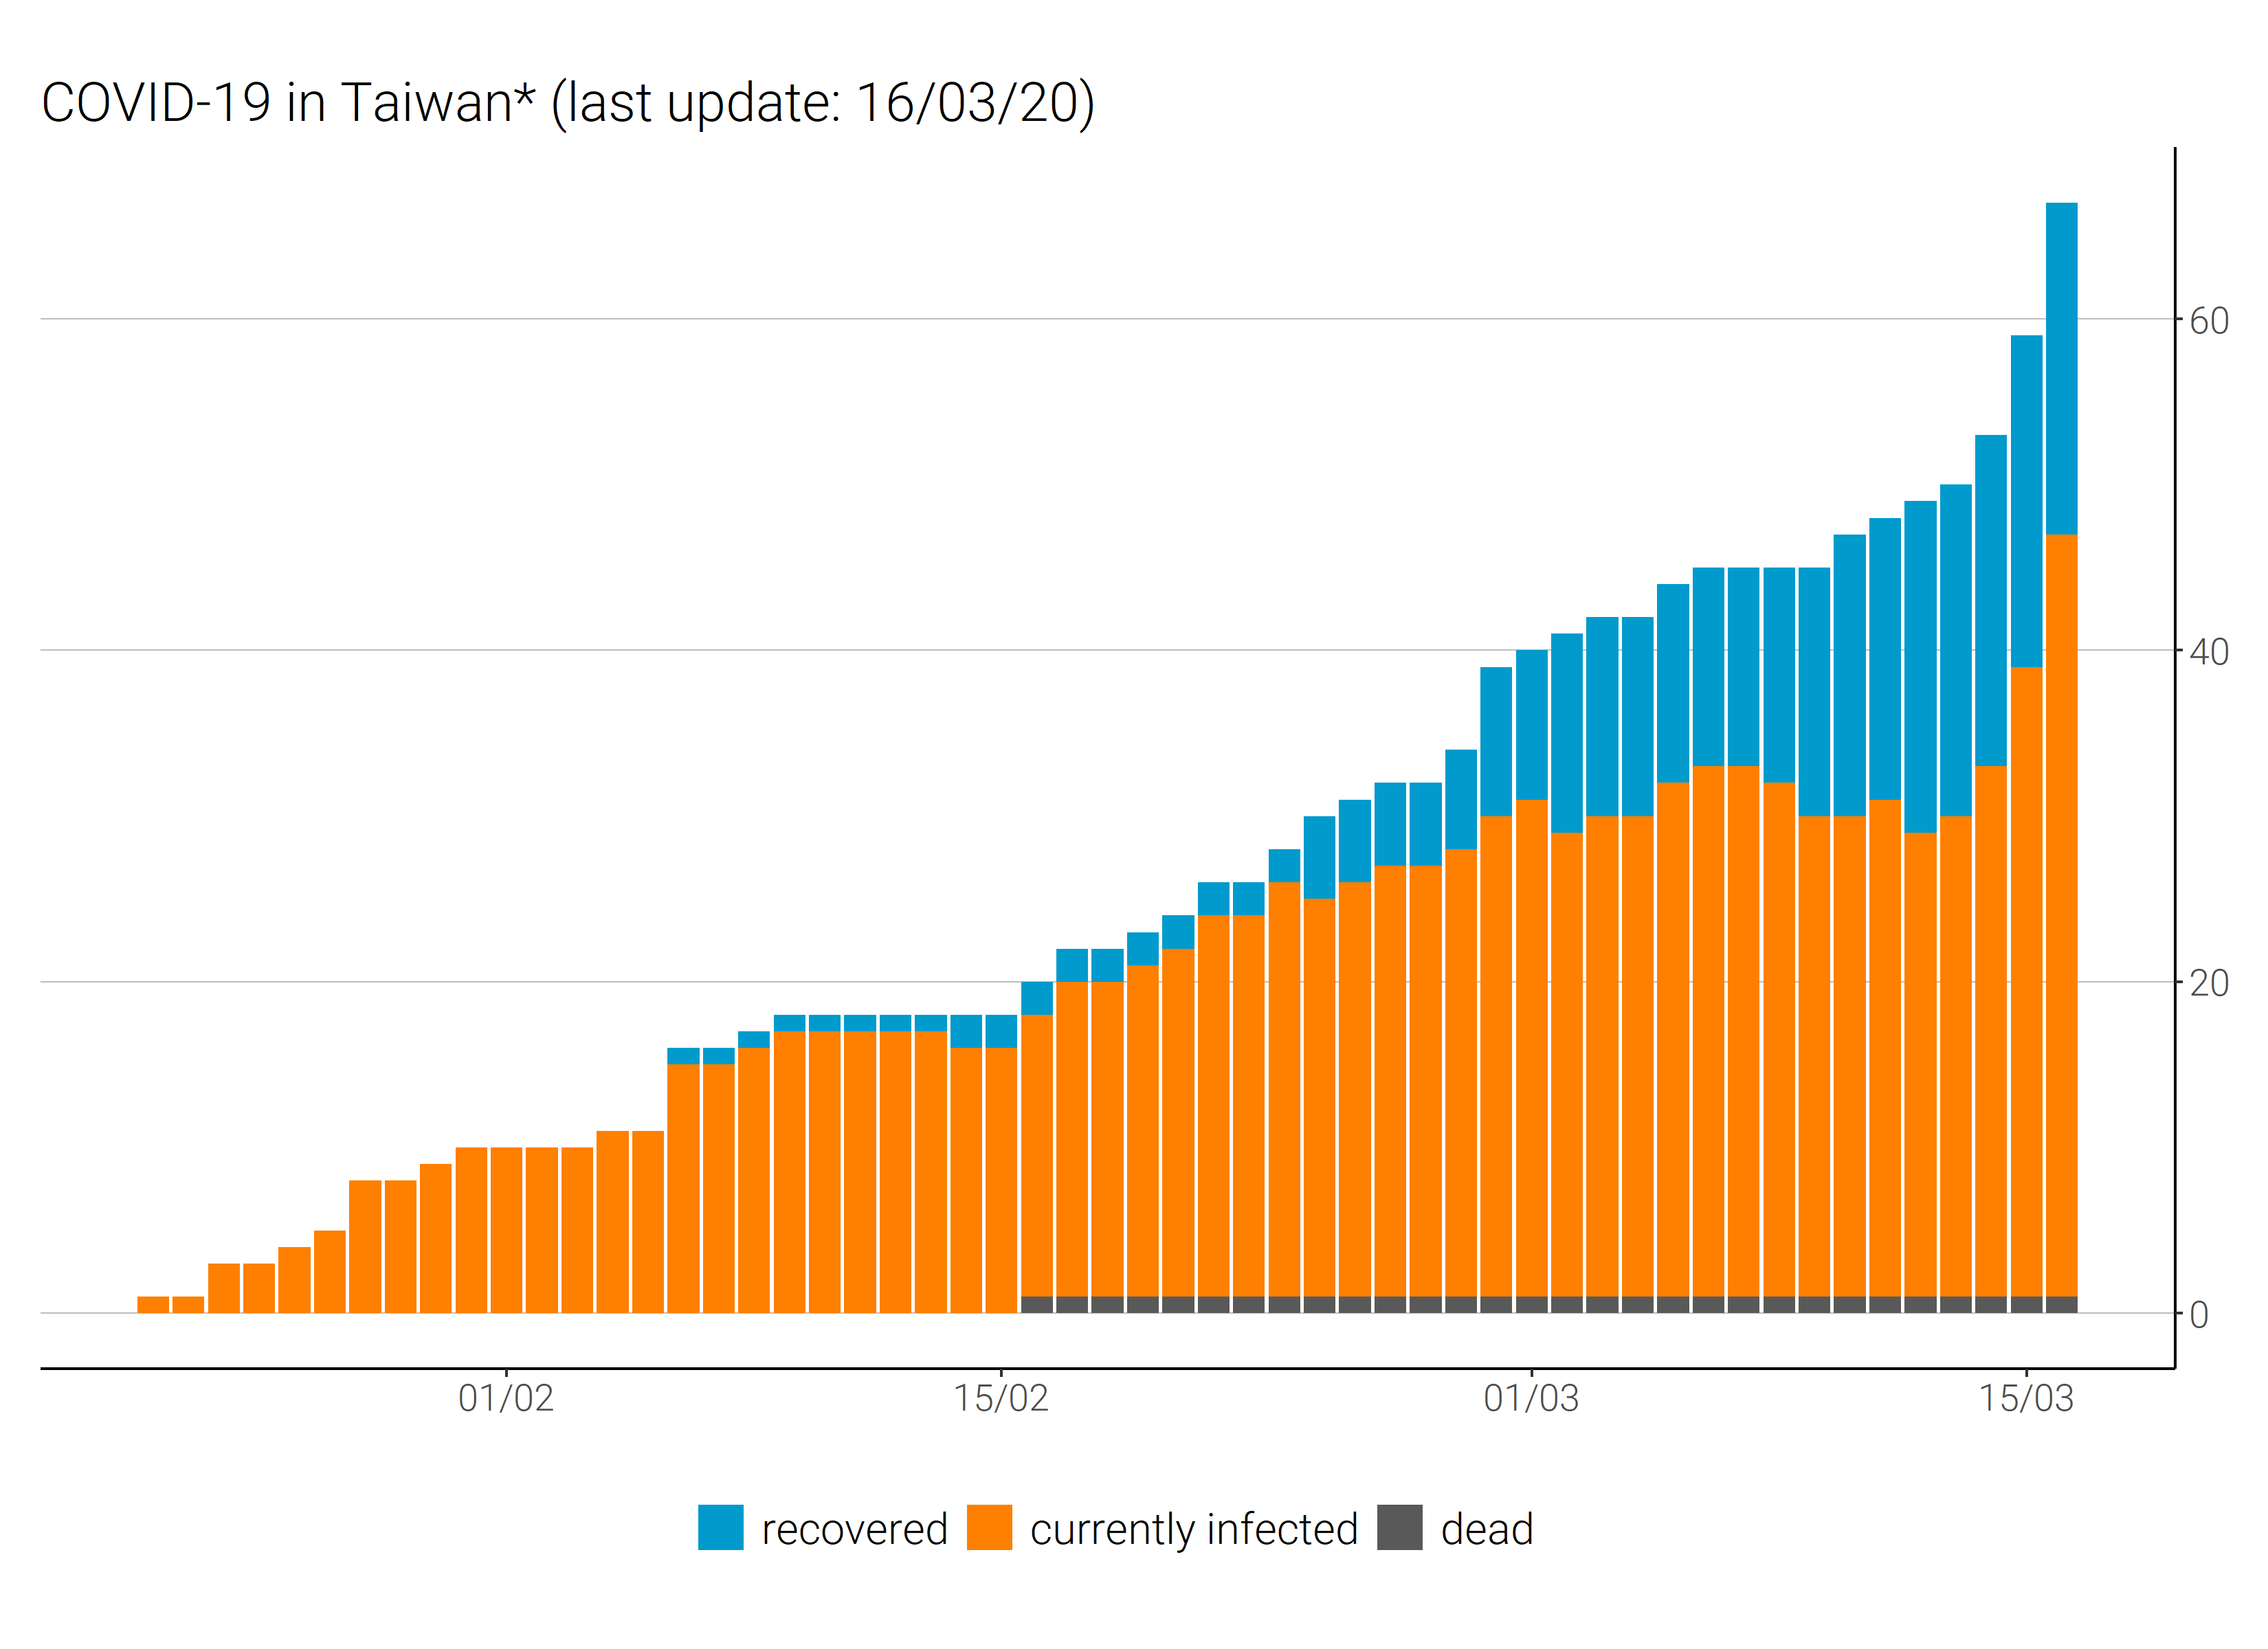 COVID-19 in Taiwan* (last update: 16/03/20)
60
40
20
0
01/02 15/02 01/03 15/03
recovered currently infected dead